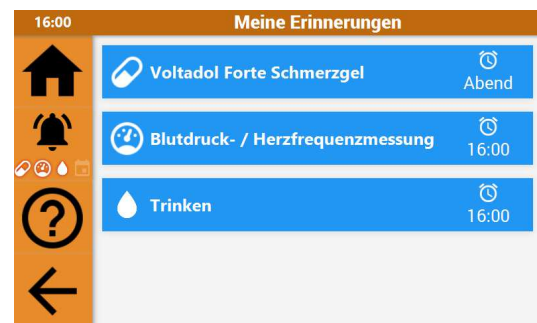 16:00
Meine Erinnerungen
Voltadol Forte Schmerzgel
Abend
Blutdruck- / Herzfrequenzmessung
16:00
Trinken
16:00
?